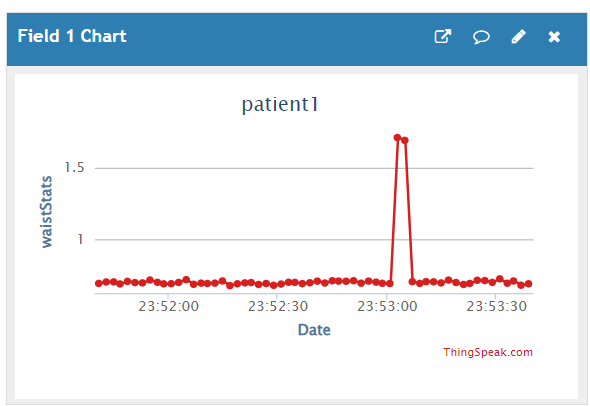 Field 1 Chart
patient1
waistStats
1.5
1
23:52:00 23:52:30 23:53:00 23:53:30
Date
ThingSpeak.com